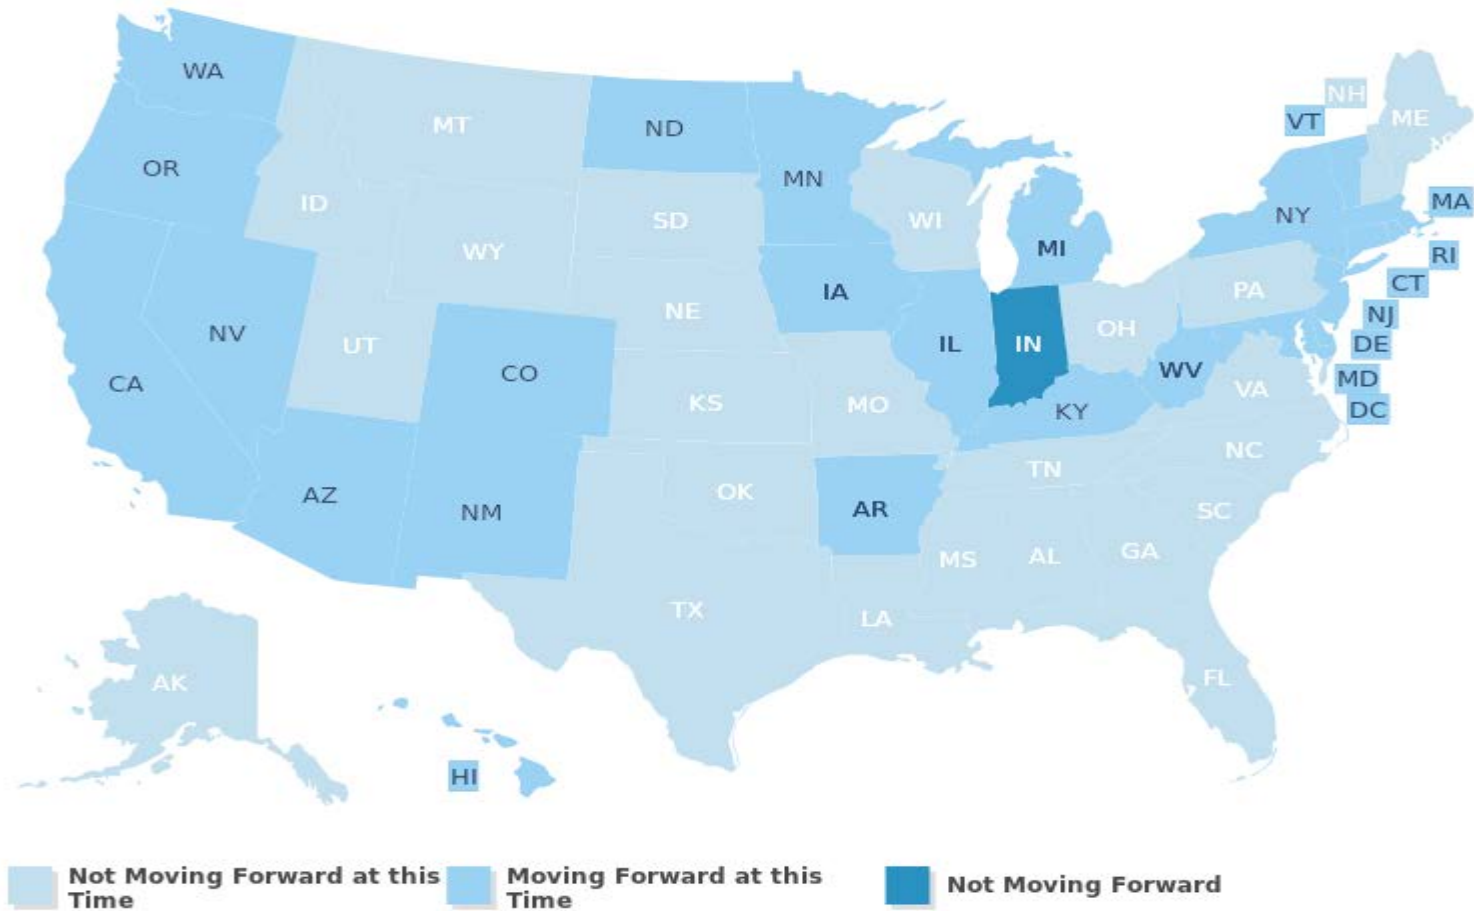 WA
MT
ND
MN
OR
ID
SD
WI
WY
MI
NH
VT
ME
NY
MA
RI
CT
NJ
DE
MD
DC
NV
UT
CO
NE
IA
IL
IN
OH
PA
CA
KS
MO
KY
WV
VA
AZ
NM
OK
AR
TN
NC
SC
MS
AL
GA
TX
LA
FL
AK
HI
Not Moving Forward at this
Time
Moving Forward at this
Time
Not Moving Forward